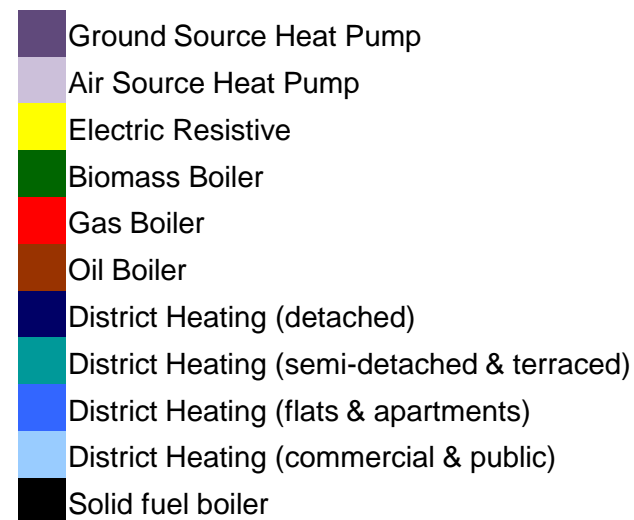 Ground Source Heat Pump
Air Source Heat Pump
Electric Resistive
Biomass Boiler
Gas Boiler
Oil Boiler
District Heating (detached)
District Heating (semi-detached & terraced)
District Heating (flats & apartments)
District Heating (commercial & public)
Solid fuel boiler